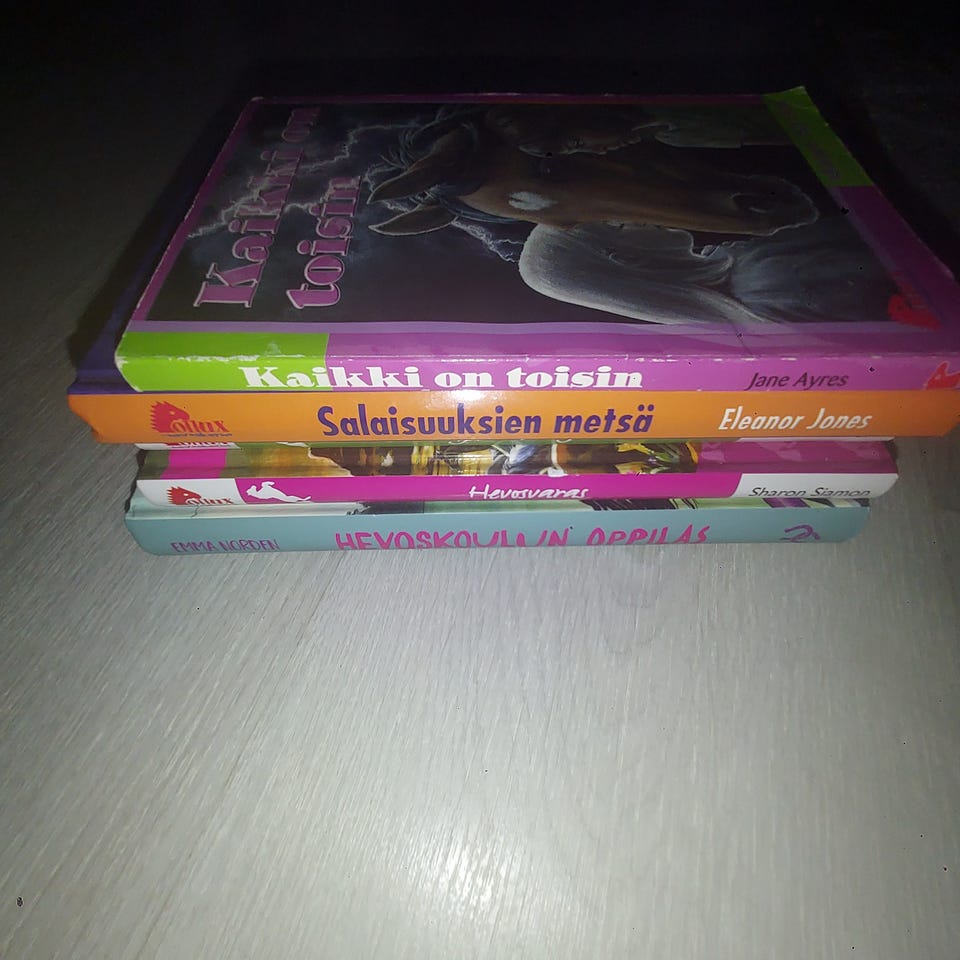 Kaikki on
toisin
Kaikki on toisin Jane Ayres
ollux Salaisuuksien metsä Eleanor Jones
Hevosvaras Sharon Siamon
EMMA NORDEN HEVOSKOULUN OPPILAS